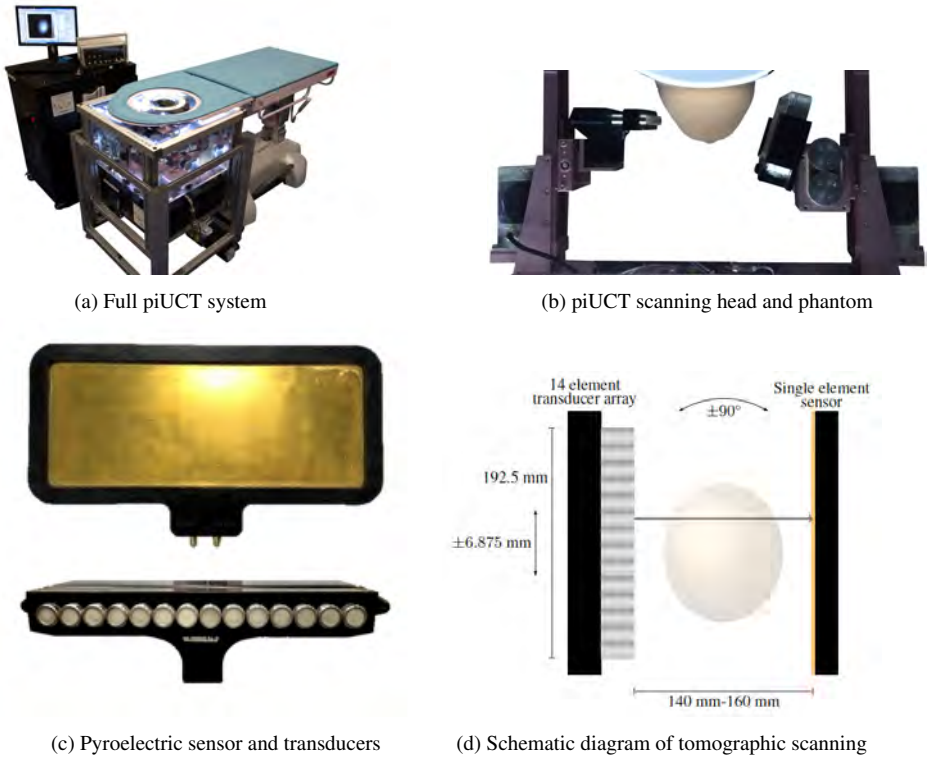 (a) Full piUCT system
(b) piUCT scanning head and phantom
14 element
transducer array
Single element
sensor
±90°
192.5 mm
±6.875 mm
140 mm-160 mm
(c) Pyroelectric sensor and transducers
(d) Schematic diagram of tomographic scanning